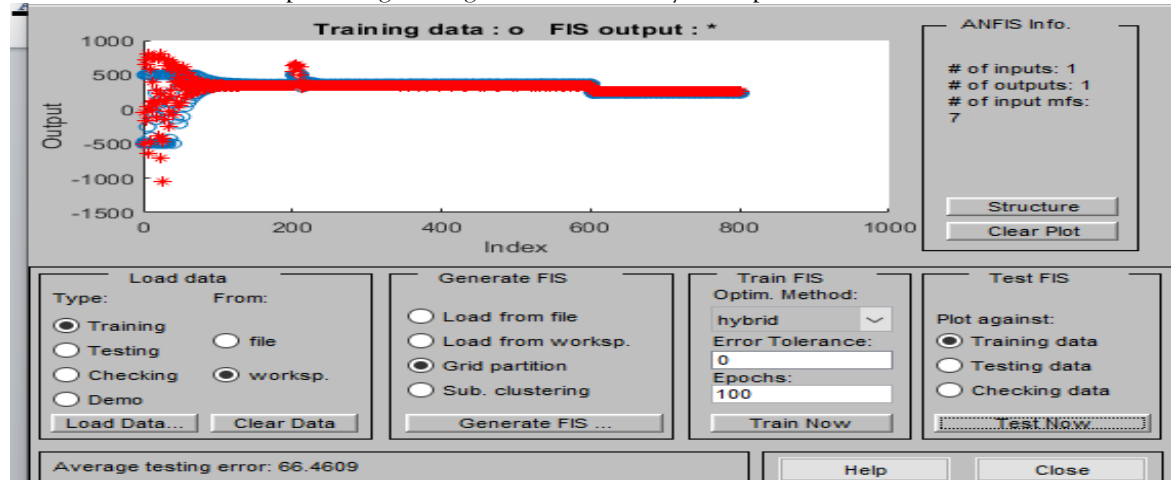 Training data : o   FIS output : *
1000
500
0
-500
-1000
-1500
Output
0 200 400 600 800 1000
Index
ANFIS Info.
# of inputs: 1
# of outputs: 1
# of input mfs:
7
Structure
Clear Plot
Load data
Type: From:
Training
Testing
Checking
Demo
file
worksp.
Load Data... Clear Data
Generate FIS
Load from file
Load from worksp.
Grid partition
Sub. clustering
Generate FIS ...
Train FIS
Optim. Method:
hybrid
Error Tolerance:
0
Epochs:
100
Train Now
Test FIS
Plot against:
Training data
Testing data
Checking data
Test Now
Average testing error: 66.4609
Help Close